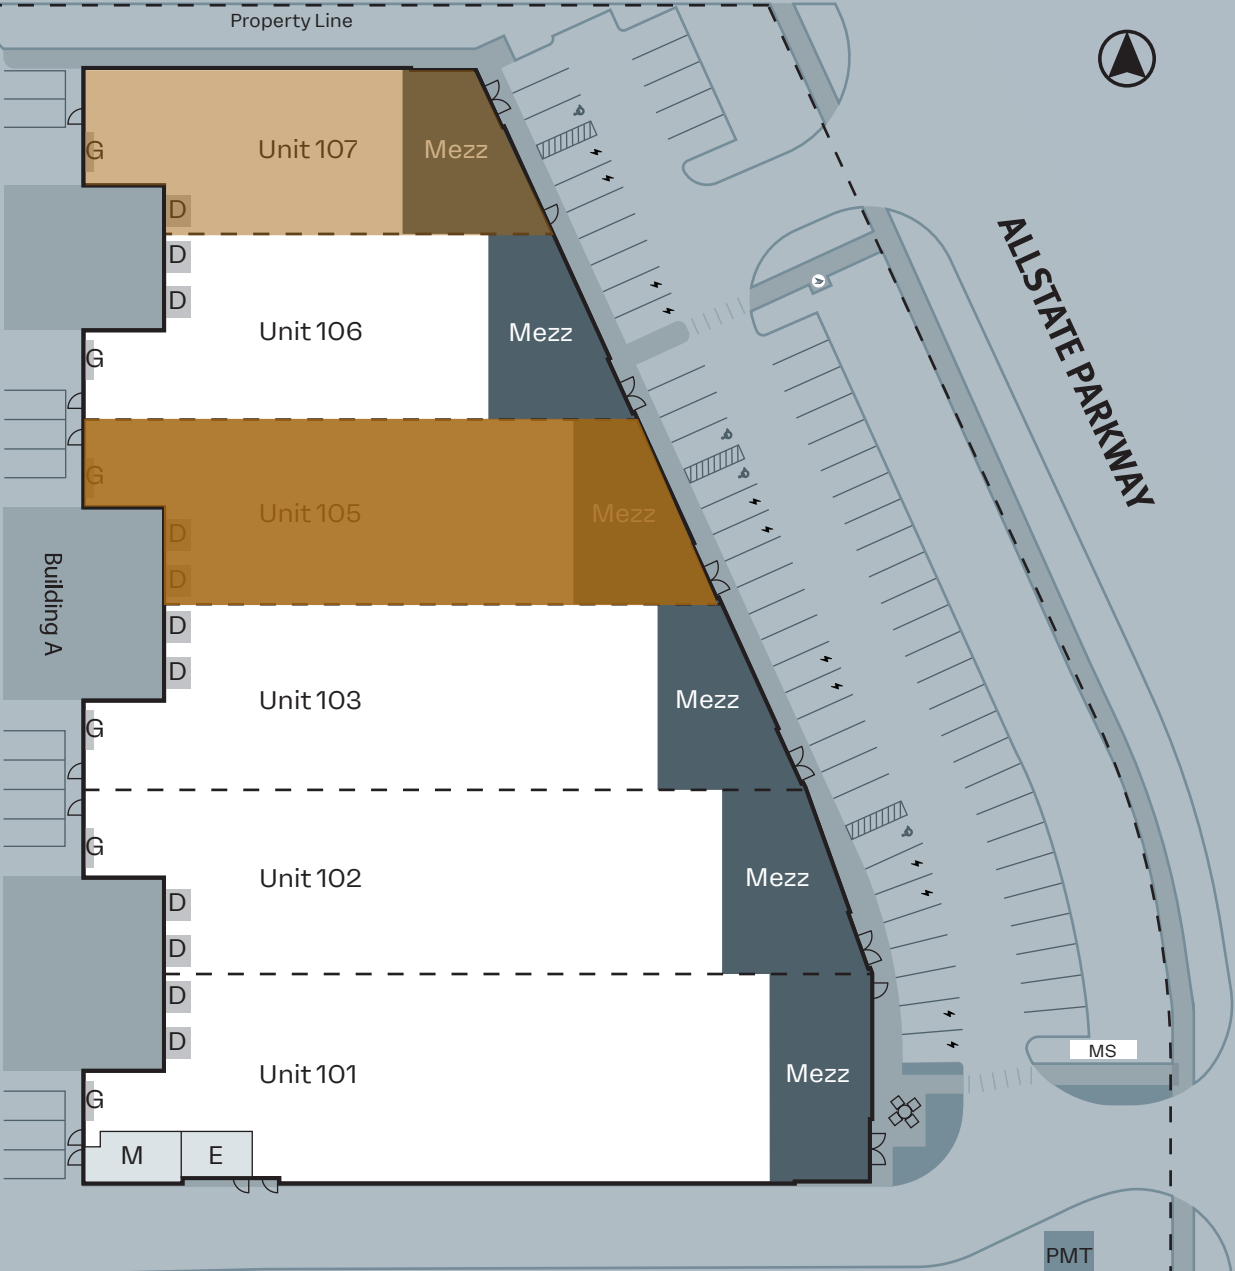 Property Line
Unit 107
Mezz
G
D
D
D
Unit 106
Mezz
G
ALLSTATE PARKWAY
G
Unit 105
Mezz
D
D
Building A
D
D
Unit 103
Mezz
G
G
Unit 102
Mezz
D
D
D
D
G
Unit 101
Mezz
MS
M
E
PMT